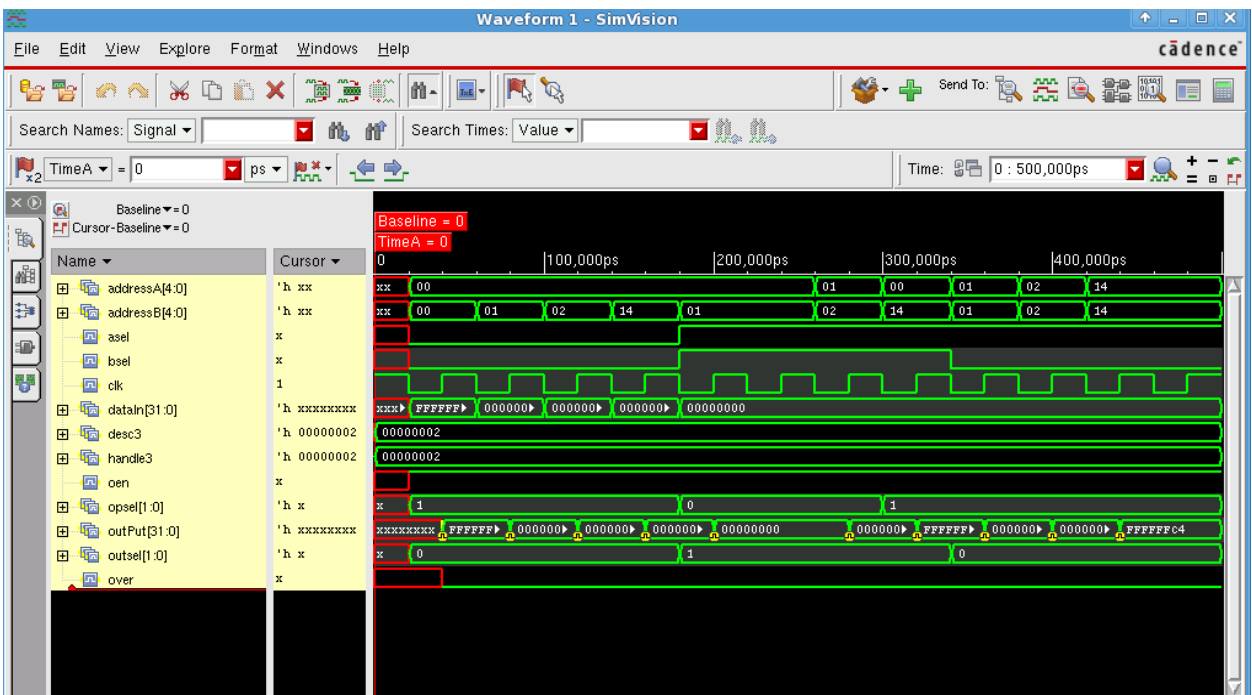 Waveform 1 - SimVision
File Edit View Explore Format Windows Help cādence™
Send To:
Search Names: Signal Search Times: Value
x2 TimeA = 0 ps Time: 0 : 500,000ps
Baseline = 0
Cursor-Baseline = 0
Baseline = 0
TimeA = 0
Name Cursor 0 100,000ps 200,000ps 300,000ps 400,000ps
addressA[4:0] 'h xx xx 00 01 00 01 02 14
addressB[4:0] 'h xx xx 00 01 02 14 01 02 14 01 02 14
asel x
bsel x
clk 1
dataIn[31:0] 'h xxxxxxxx xxx FFFFFF 000000 000000 000000 00000000
desc3 'h 00000002 00000002
handle3 'h 00000002 00000002
oen x
opsel[1:0] 'h x x 1 0 1
outPut[31:0] 'h xxxxxxxx xxxxxxxx FFFFFF 000000 000000 000000 00000000 000000 FFFFFF 000000 000000 FFFFFFc4
outsel[1:0] 'h x x 0 1 0
over x